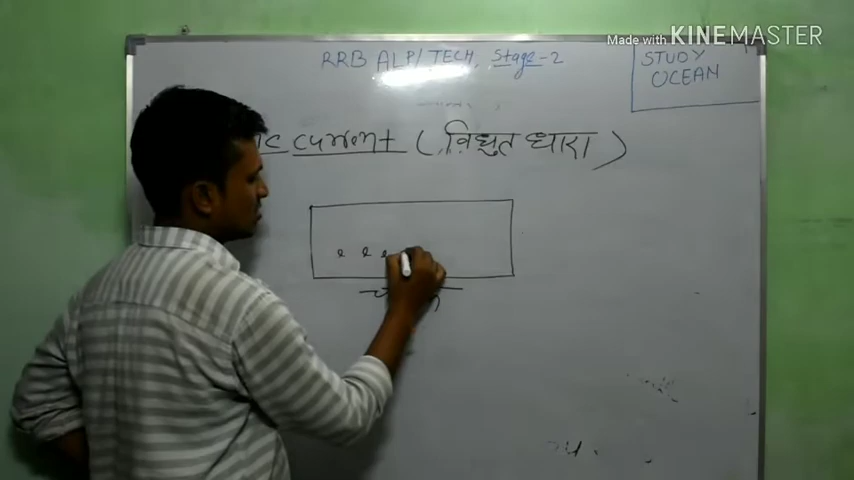 Made with KINEMASTER
RRB ALP/TECH, Stage-2
STUDY
OCEAN
current (विद्युत धारा)
e e e